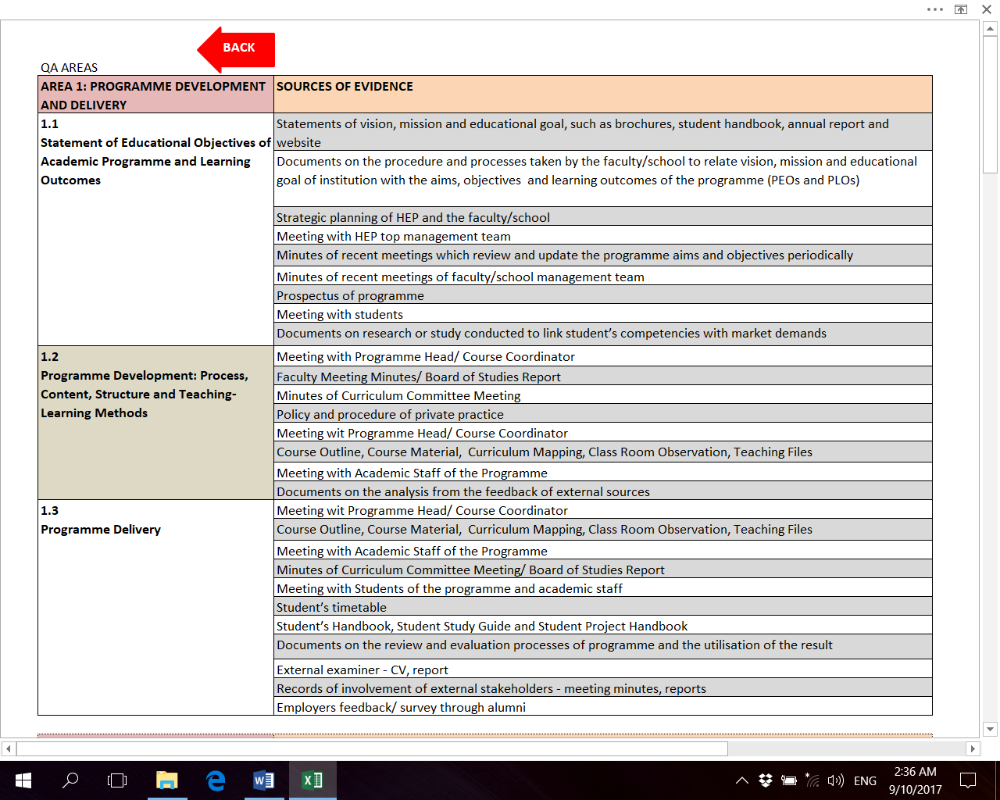 BACK
QA AREAS
AREA 1: PROGRAMME DEVELOPMENT
AND DELIVERY
SOURCES OF EVIDENCE
1.1
Statement of Educational Objectives of
Academic Programme and Learning
Outcomes
Statements of vision, mission and educational goal, such as brochures, student handbook, annual report and
website
Documents on the procedure and processes taken by the faculty/school to relate vision, mission and educational
goal of institution with the aims, objectives  and learning outcomes of the programme (PEOs and PLOs)
Strategic planning of HEP and the faculty/school
Meeting with HEP top management team
Minutes of recent meetings which review and update the programme aims and objectives periodically
Minutes of recent meetings of faculty/school management team
Prospectus of programme
Meeting with students
Documents on research or study conducted to link student’s competencies with market demands
1.2
Programme Development: Process,
Content, Structure and Teaching-
Learning Methods
Meeting with Programme Head/ Course Coordinator
Faculty Meeting Minutes/ Board of Studies Report
Minutes of Curriculum Committee Meeting
Policy and procedure of private practice
Meeting wit Programme Head/ Course Coordinator
Course Outline, Course Material,  Curriculum Mapping, Class Room Observation, Teaching Files
Meeting with Academic Staff of the Programme
Documents on the analysis from the feedback of external sources
1.3
Programme Delivery
Meeting wit Programme Head/ Course Coordinator
Course Outline, Course Material,  Curriculum Mapping, Class Room Observation, Teaching Files
Meeting with Academic Staff of the Programme
Minutes of Curriculum Committee Meeting/ Board of Studies Report
Meeting with Students of the programme and academic staff
Student’s timetable
Student’s Handbook, Student Study Guide and Student Project Handbook
Documents on the review and evaluation processes of programme and the utilisation of the result
External examiner - CV, report
Records of involvement of external stakeholders - meeting minutes, reports
Employers feedback/ survey through alumni
ENG
2:36 AM
9/10/2017